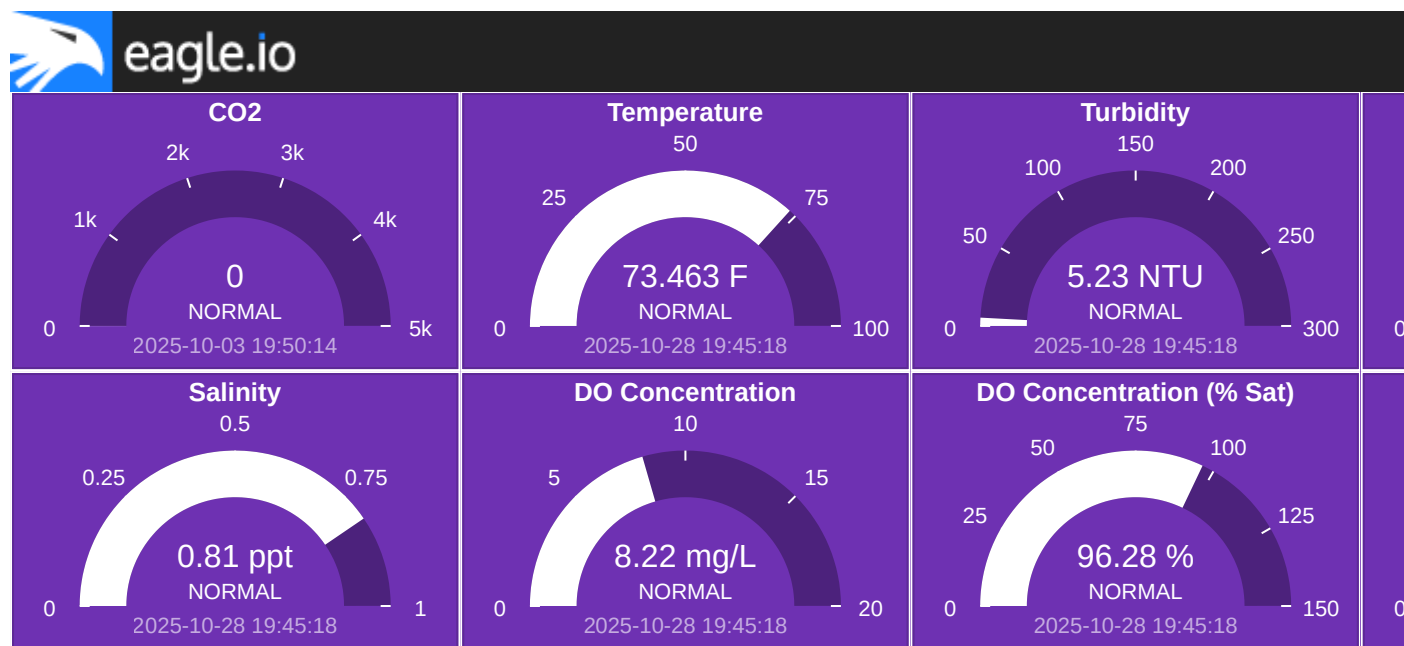 eagle.io
CO2
2k 3k
1k 4k
0
NORMAL
0 5k
2025-10-03 19:50:14
Temperature
50
25 75
73.463 F
NORMAL
0 100
2025-10-28 19:45:18
Turbidity
150
100 200
50 250
5.23 NTU
NORMAL
0 300
2025-10-28 19:45:18
0
Salinity
0.5
0.25 0.75
0.81 ppt
NORMAL
0 1
2025-10-28 19:45:18
DO Concentration
10
5 15
8.22 mg/L
NORMAL
0 20
2025-10-28 19:45:18
DO Concentration (% Sat)
75
50 100
25 125
96.28 %
NORMAL
0 150
2025-10-28 19:45:18
0